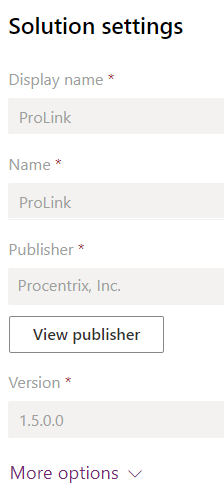 Solution settings
Display name *
ProLink
Name *
ProLink
Publisher *
Procentrix, Inc.
View publisher
Version *
1.5.0.0
More options